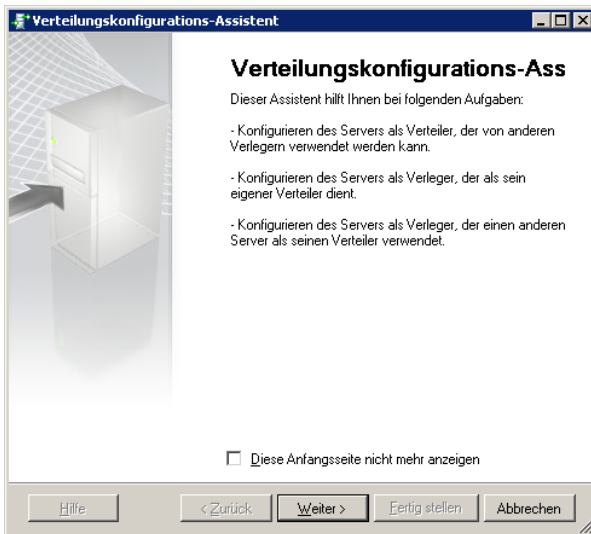 Verteilungskonfigurations-Assistent
Verteilungskonfigurations-Ass
Dieser Assistent hilft Ihnen bei folgenden Aufgaben:
- Konfigurieren des Servers als Verteiler, der von anderen
Verlegern verwendet werden kann.
- Konfigurieren des Servers als Verleger, der als sein
eigener Verteiler dient.
- Konfigurieren des Servers als Verleger, der einen anderen
Server als seinen Verteiler verwendet.
Diese Anfangsseite nicht mehr anzeigen
Hilfe
< Zurück
Weiter >
Fertig stellen
Abbrechen